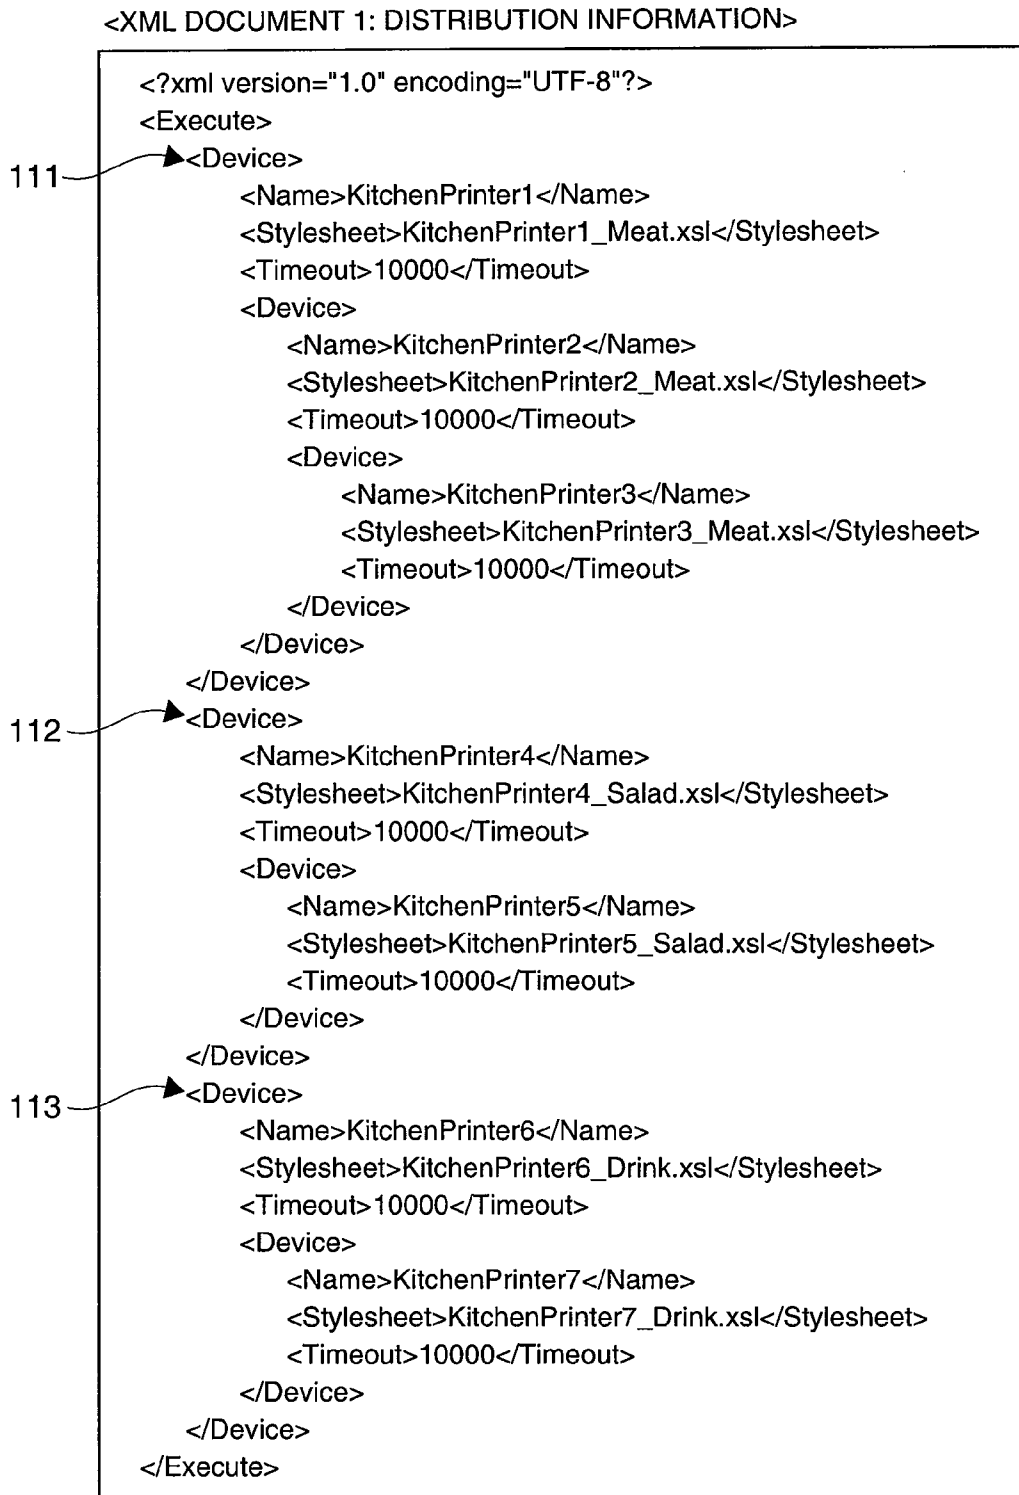 <XML DOCUMENT 1: DISTRIBUTION INFORMATION>
<?xml version="1.0" encoding="UTF-8"?>
<Execute>
111 <Device>
<Name>KitchenPrinter1</Name>
<Stylesheet>KitchenPrinter1_Meat.xsl</Stylesheet>
<Timeout>10000</Timeout>
<Device>
<Name>KitchenPrinter2</Name>
<Stylesheet>KitchenPrinter2_Meat.xsl</Stylesheet>
<Timeout>10000</Timeout>
<Device>
<Name>KitchenPrinter3</Name>
<Stylesheet>KitchenPrinter3_Meat.xsl</Stylesheet>
<Timeout>10000</Timeout>
</Device>
</Device>
</Device>
112 <Device>
<Name>KitchenPrinter4</Name>
<Stylesheet>KitchenPrinter4_Salad.xsl</Stylesheet>
<Timeout>10000</Timeout>
<Device>
<Name>KitchenPrinter5</Name>
<Stylesheet>KitchenPrinter5_Salad.xsl</Stylesheet>
<Timeout>10000</Timeout>
</Device>
</Device>
113 <Device>
<Name>KitchenPrinter6</Name>
<Stylesheet>KitchenPrinter6_Drink.xsl</Stylesheet>
<Timeout>10000</Timeout>
<Device>
<Name>KitchenPrinter7</Name>
<Stylesheet>KitchenPrinter7_Drink.xsl</Stylesheet>
<Timeout>10000</Timeout>
</Device>
</Device>
</Execute>